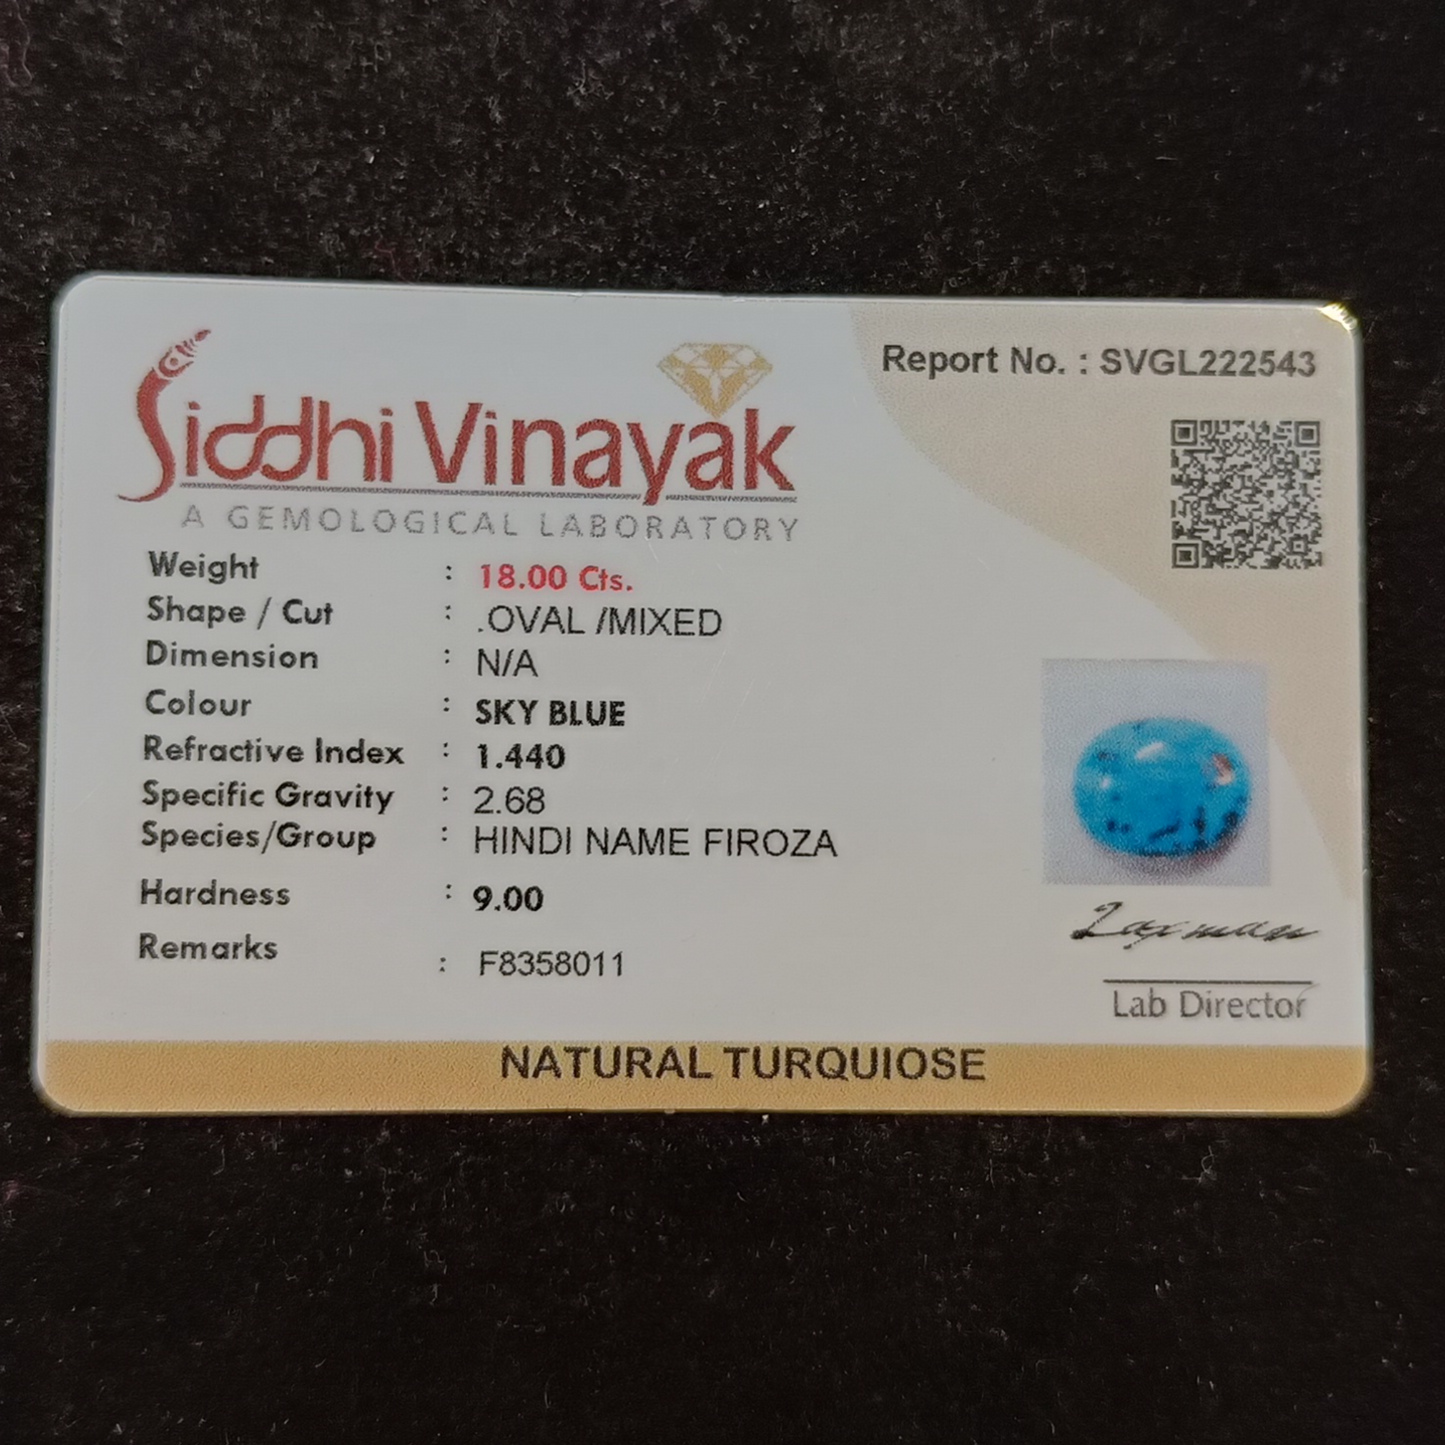 Siddhi Vinayak
A GEMOLOGICAL LABORATORY
Report No. : SVGL222543
Weight : 18.00 Cts.
Shape / Cut : .OVAL /MIXED
Dimension : N/A
Colour : SKY BLUE
Refractive Index : 1.440
Specific Gravity : 2.68
Species/Group : HINDI NAME FIROZA
Hardness : 9.00
Remarks : F8358011
Laxman
Lab Director
NATURAL TURQUIOSE